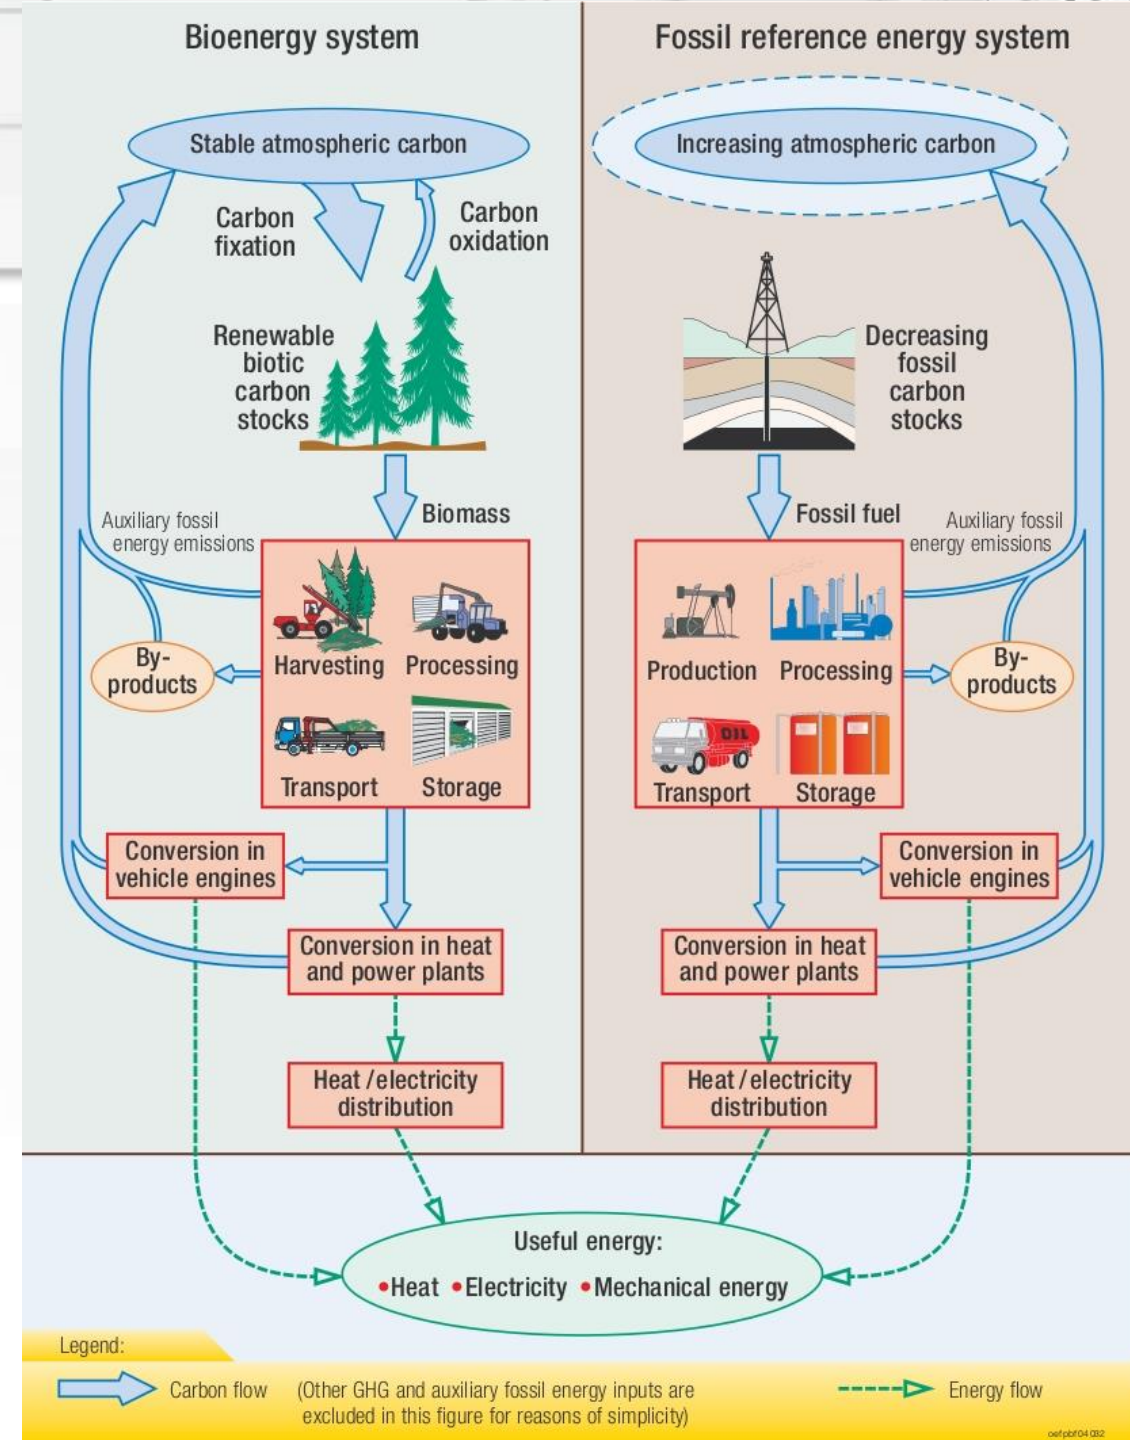 Bioenergy system
Stable atmospheric carbon
Carbon
fixation
Carbon
oxidation
Renewable
biotic
carbon
stocks
Biomass
Auxiliary fossil
energy emissions
By-
products
Harvesting
Processing
Transport
Storage
Conversion in
vehicle engines
Conversion in heat
and power plants
Heat / electricity
distribution
Fossil reference energy system
Increasing atmospheric carbon
Decreasing
fossil
carbon
stocks
Fossil fuel
Auxiliary fossil
energy emissions
Production
Processing
OIL
Transport
Storage
By-
products
Conversion in
vehicle engines
Conversion in heat
and power plants
Heat / electricity
distribution
Useful energy:
•Heat •Electricity •Mechanical energy
Legend:
Carbon flow
(Other GHG and auxiliary fossil energy inputs are
excluded in this figure for reasons of simplicity)
Energy flow